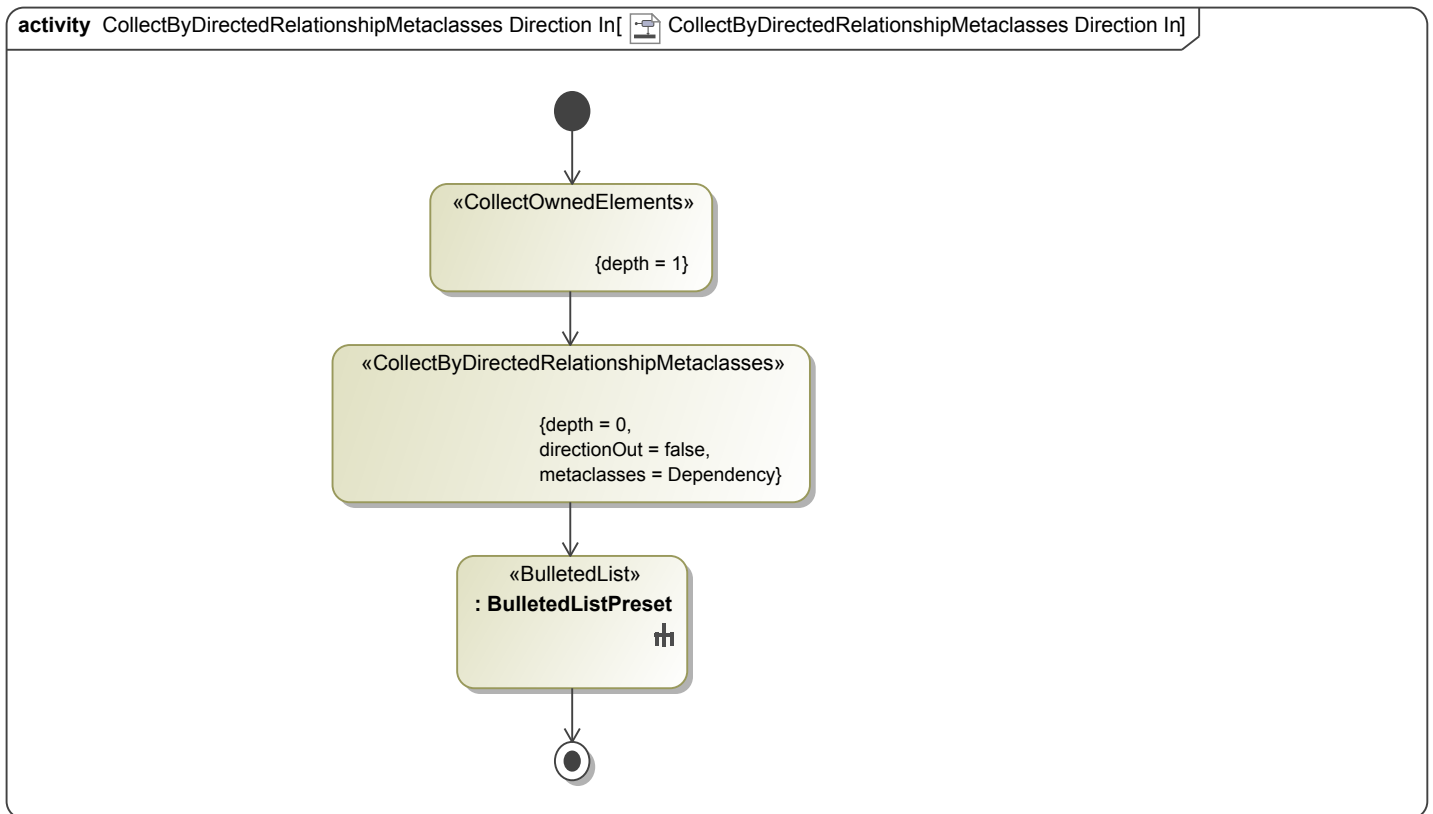 activity CollectByDirectedRelationshipMetaclasses Direction In[ CollectByDirectedRelationshipMetaclasses Direction In]
«CollectOwnedElements»
{depth = 1}
«CollectByDirectedRelationshipMetaclasses»
{depth = 0,
directionOut = false,
metaclasses = Dependency}
«BulletedList»
: BulletedListPreset